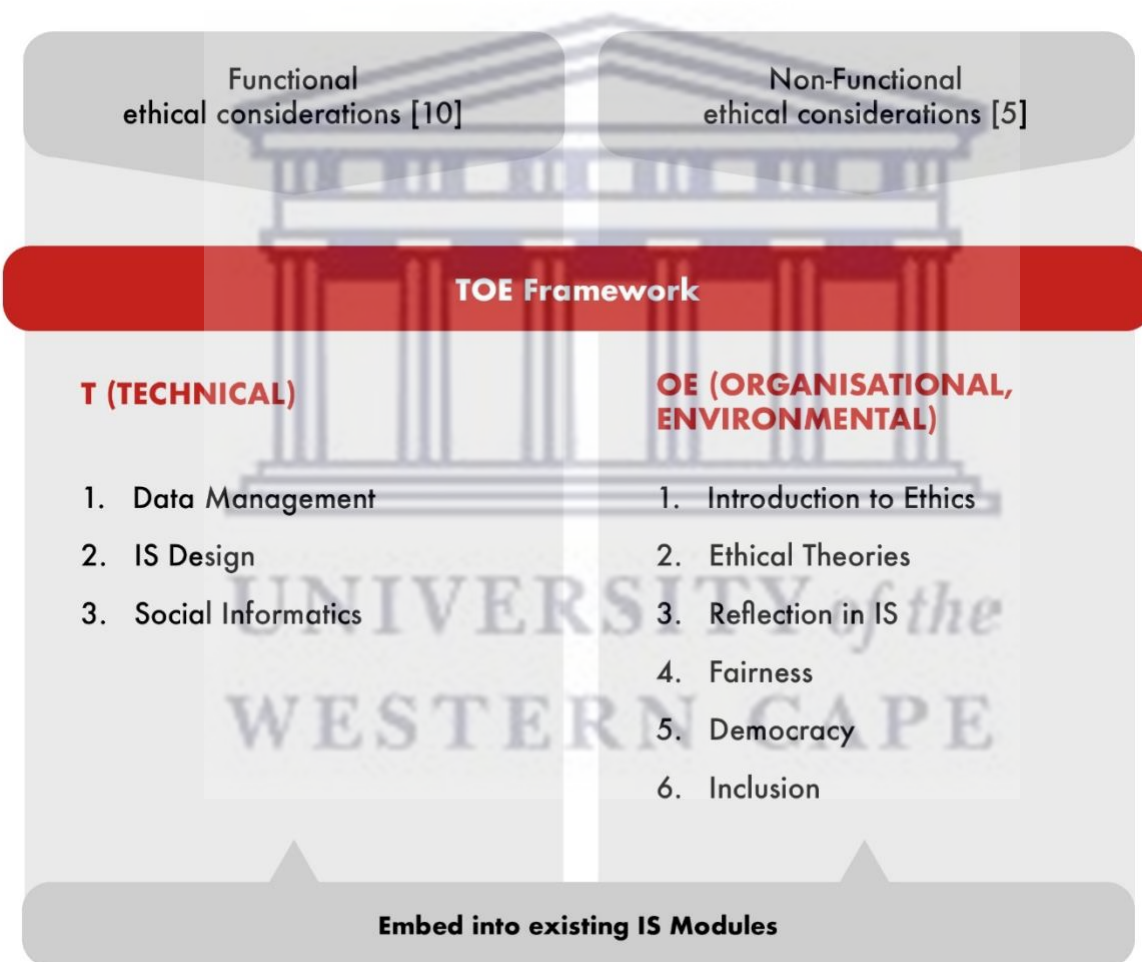 Functional
ethical considerations [10]
Non-Functional
ethical considerations [5]
TOE Framework
T (TECHNICAL)
1. Data Management
2. IS Design
3. Social Informatics
OE (ORGANISATIONAL,
ENVIRONMENTAL)
1. Introduction to Ethics
2. Ethical Theories
3. Reflection in IS
4. Fairness
5. Democracy
6. Inclusion
UNIVERSITY of the
WESTERN CAPE
Embed into existing IS Modules